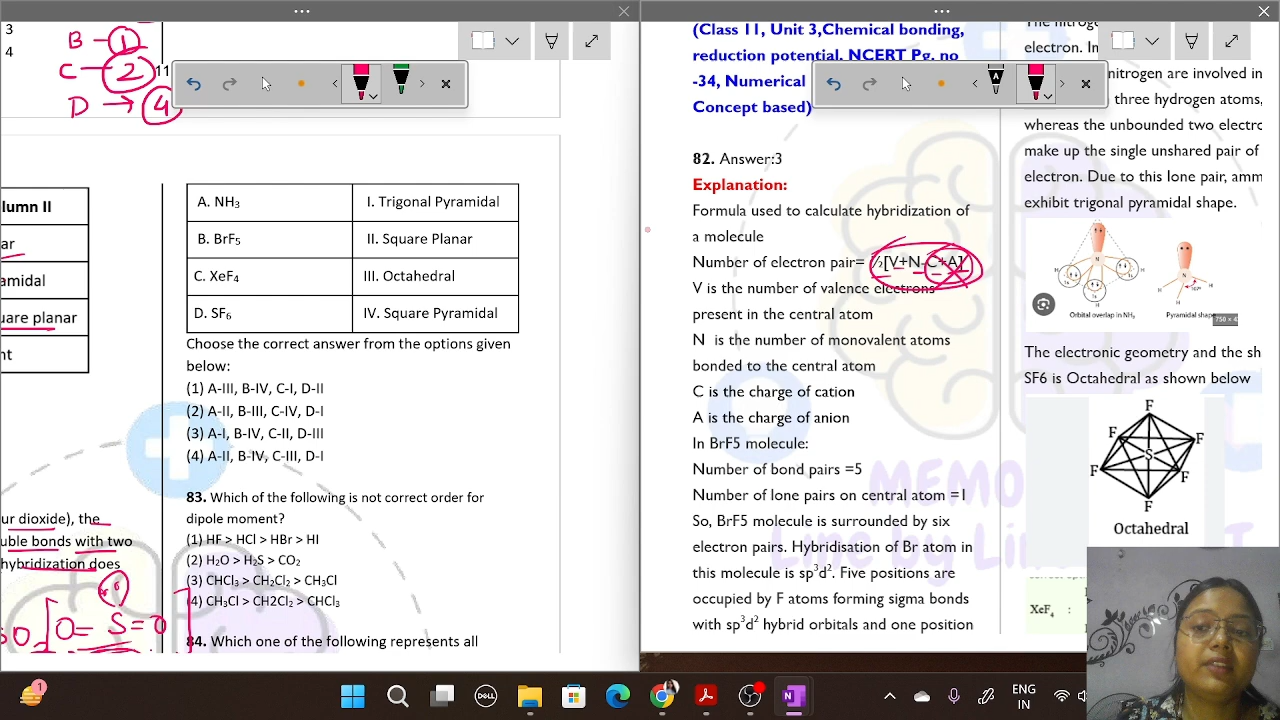 3
4
B - 1
C - 2
D → 4
11
lumn II
ar
amidal
uare planar
nt
ur dioxide), the
uble bonds with two
hybridization does
O = S = O
A. NH₃ I. Trigonal Pyramidal
B. BrF₅ II. Square Planar
C. XeF₄ III. Octahedral
D. SF₆ IV. Square Pyramidal
Choose the correct answer from the options given
below:
(1) A-III, B-IV, C-I, D-II
(2) A-II, B-III, C-IV, D-I
(3) A-I, B-IV, C-II, D-III
(4) A-II, B-IV, C-III, D-I
83. Which of the following is not correct order for
dipole moment?
(1) HF > HCl > HBr > HI
(2) H₂O > H₂S > CO₂
(3) CHCl₃ > CH₂Cl₂ > CH₃Cl
(4) CH₃Cl > CH2Cl₂ > CHCl₃
84. Which one of the following represents all
(Class 11, Unit 3,Chemical bonding,
reduction potential, NCERT Pg. no
-34, Numerical
Concept based)
82. Answer:3
Explanation:
Formula used to calculate hybridization of
a molecule
Number of electron pair= ½[V+N-C+A]
V is the number of valence electrons
present in the central atom
N is the number of monovalent atoms
bonded to the central atom
C is the charge of cation
A is the charge of anion
In BrF5 molecule:
Number of bond pairs =5
Number of lone pairs on central atom =1
So, BrF5 molecule is surrounded by six
electron pairs. Hybridisation of Br atom in
this molecule is sp³d². Five positions are
occupied by F atoms forming sigma bonds
with sp³d² hybrid orbitals and one position
electron. In
nitrogen are involved in
three hydrogen atoms,
whereas the unbounded two electro
make up the single unshared pair of
electron. Due to this lone pair, amm
exhibit trigonal pyramidal shape.
N
H
H
N
H
H
H
107°
Orbital overlap in NH₃ Pyramidal shape
750 × 4
The electronic geometry and the sh
SF6 is Octahedral as shown below
F
F F
S
F F
F
Octahedral
XeF₄ :
MEMO
Line by Line
DELL
ENG
IN
1